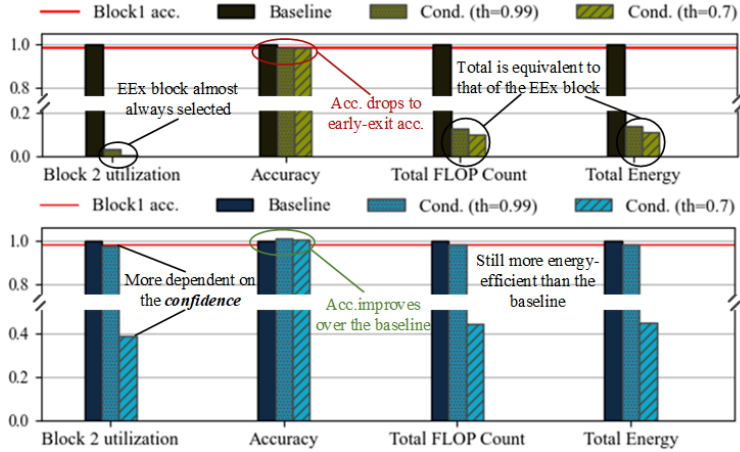 Block1 acc. Baseline Cond. (th=0.99) Cond. (th=0.7)
1.0
0.8
0.2
0.0
EEx block almost
always selected
Acc. drops to
early-exit acc.
Total is equivalent to
that of the EEx block
Block 2 utilization Accuracy Total FLOP Count Total Energy
Block1 acc. Baseline Cond. (th=0.99) Cond. (th=0.7)
1.0
0.8
0.4
0.2
0.0
More dependent on
the confidence
Acc.improves
over the baseline
Still more energy-
efficient than the
baseline
Block 2 utilization Accuracy Total FLOP Count Total Energy